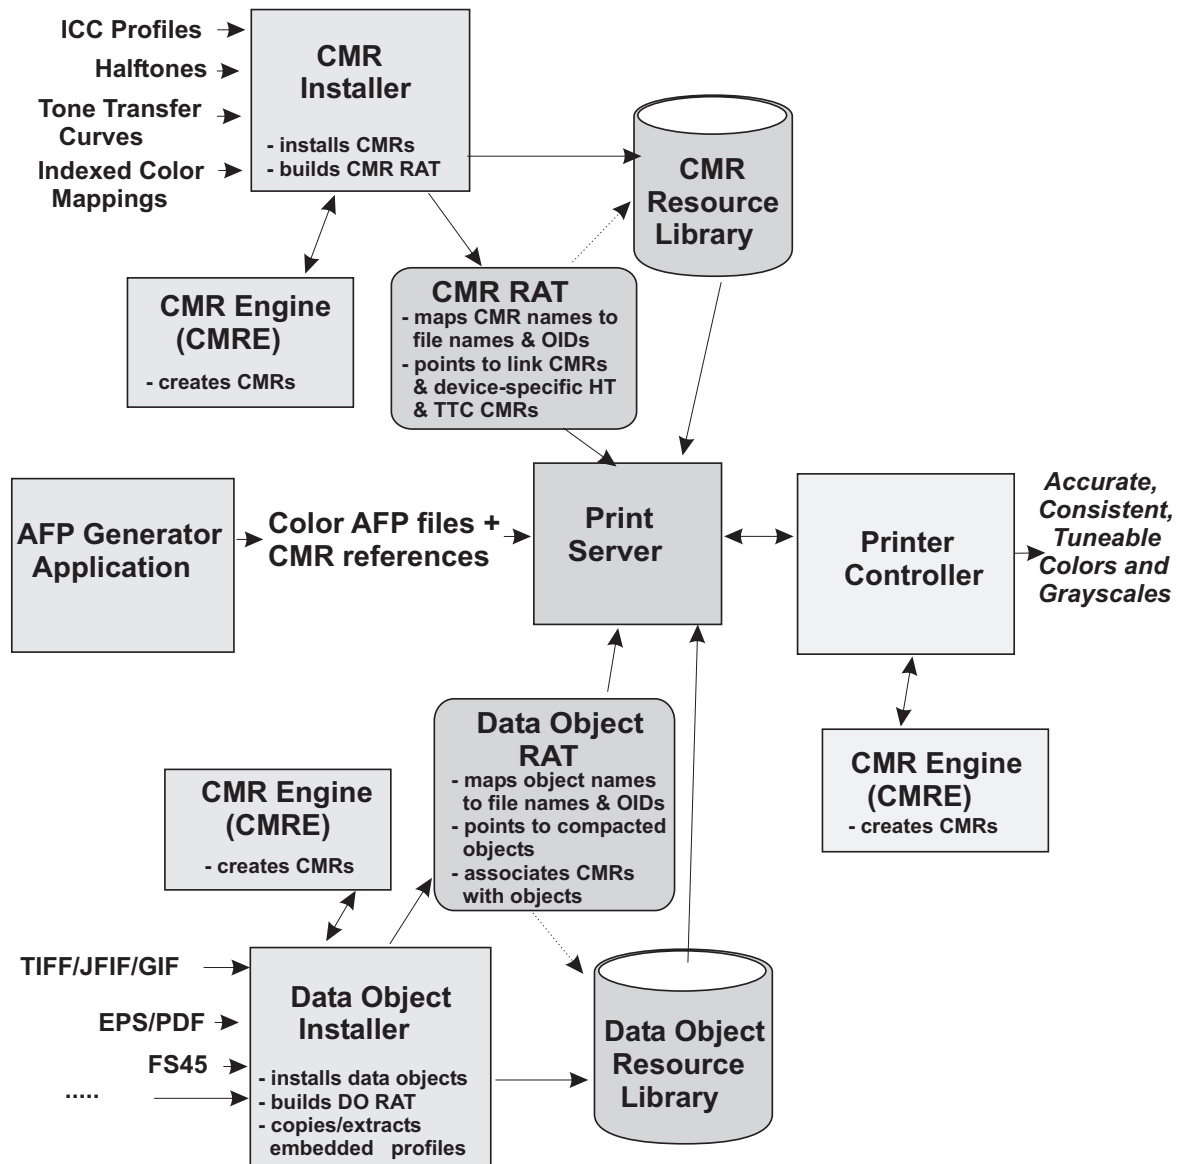 ICC Profiles
Halftones
Tone Transfer
Curves
Indexed Color
Mappings
CMR
Installer
- installs CMRs
- builds CMR RAT
CMR
Resource
Library
CMR Engine
(CMRE)
- creates CMRs
CMR RAT
- maps CMR names to
file names & OIDs
- points to link CMRs
& device-specific HT
& TTC CMRs
AFP Generator
Application
Color AFP files +
CMR references
Print
Server
Printer
Controller
Accurate,
Consistent,
Tuneable
Colors and
Grayscales
Data Object
RAT
- maps object names
to file names & OIDs
- points to compacted
objects
- associates CMRs
with objects
CMR Engine
(CMRE)
- creates CMRs
CMR Engine
(CMRE)
- creates CMRs
TIFF/JFIF/GIF
EPS/PDF
FS45
.....
Data Object
Installer
- installs data objects
- builds DO RAT
- copies/extracts
embedded profiles
Data Object
Resource
Library